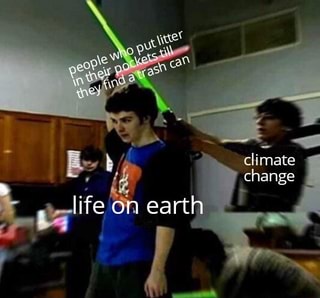 people who put litter
in their pockets till
they find a trash can
climate
change
life on earth